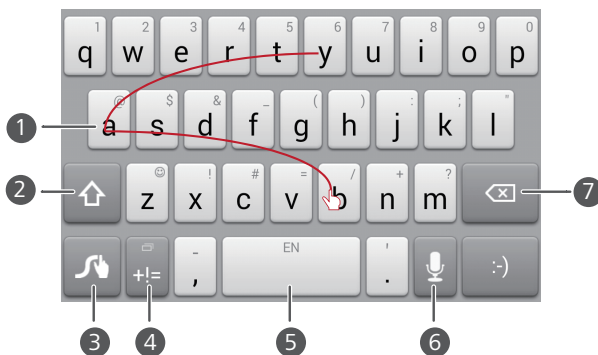 1 2 3 4 5 6 7 8 9 0
q w e r t y u i o p
@ $ & _ ( ) : ; "
a s d f g h j k l
1
! # = / + ?
z x c v b n m
2 7
- EN '
+!= , . :-)
3 4 5 6